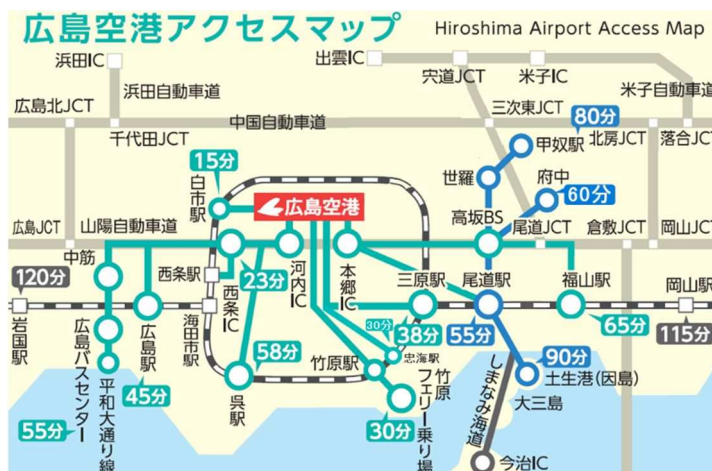 広島空港アクセスマップ
Hiroshima Airport Access Map
浜田IC
出雲IC
宍道JCT
米子IC
浜田自動車道
米子自動車道
広島北JCT
千代田JCT
中国自動車道
三次東JCT
80分
甲奴駅
北房JCT
落合JCT
15分
白市駅
世羅
府中
60分
広島空港
高坂BS
広島JCT
山陽自動車道
尾道JCT
倉敷JCT
岡山JCT
中筋
西条駅
23分
西条IC
河内IC
本郷IC
三原駅
尾道駅
福山駅
岡山駅
120分
岩国駅
広島バスセンター
広島駅
海田市駅
30分
38分
55分
65分
115分
忠海駅
58分
竹原駅
90分
土生港(因島)
大三島
呉駅
45分
平和大通り線
55分
30分
竹原フェリー乗り場
しまなみ海道
今治IC